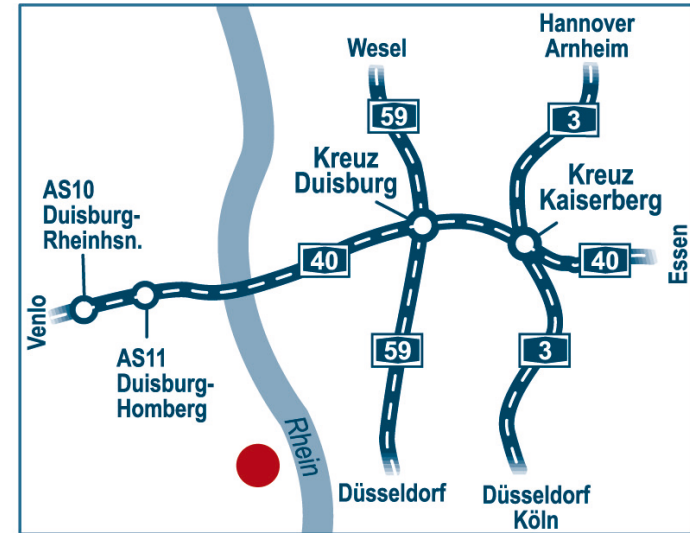 Hannover
Arnheim
Wesel
59
3
Kreuz
Duisburg
Kreuz
Kaiserberg
AS10
Duisburg-
Rheinhsn.
40
40
Essen
Venlo
AS11
Duisburg-
Homberg
59
3
Rhein
Düsseldorf
Düsseldorf
Köln